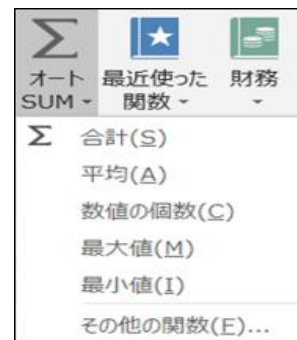 オート 最近使った 財務
SUM 関数
Σ 合計(S)
平均(A)
数値の個数(C)
最大値(M)
最小値(I)
その他の関数(F)...